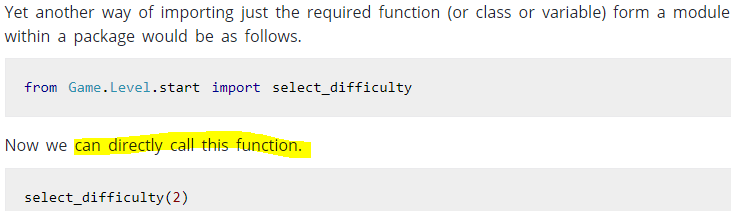 Yet another way of importing just the required function (or class or variable) form a module
within a package would be as follows.
from Game.Level.start import select_difficulty
Now we can directly call this function.
select_difficulty(2)